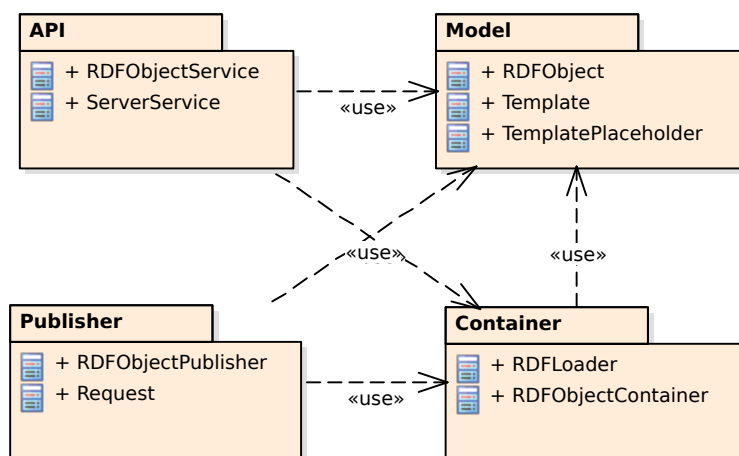 API
+ RDFObjectService
+ ServerService
Model
+ RDFObject
+ Template
+ TemplatePlaceholder
«use»
«use»
«use»
Publisher
+ RDFObjectPublisher
+ Request
Container
+ RDFLoader
+ RDFObjectContainer
«use»